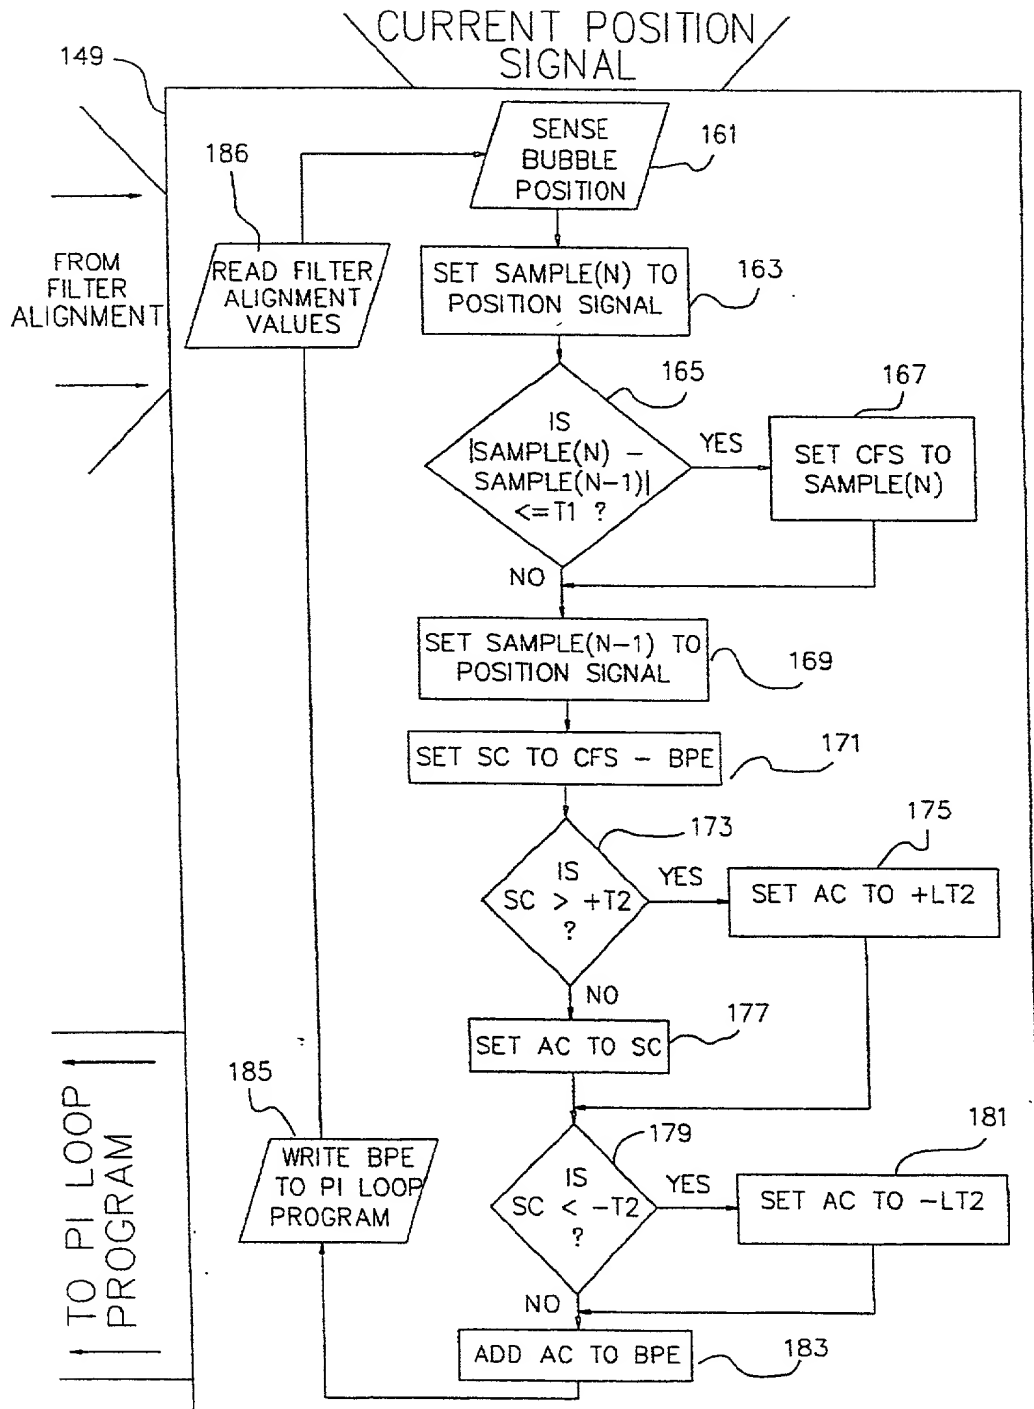 CURRENT POSITION
SIGNAL
149
186
SENSE
BUBBLE
POSITION
161
FROM
FILTER
ALIGNMENT
READ FILTER
ALIGNMENT
VALUES
SET SAMPLE(N) TO
POSITION SIGNAL
163
165
IS
|SAMPLE(N) –
SAMPLE(N–1)|
<=T1 ?
YES
167
SET CFS TO
SAMPLE(N)
NO
SET SAMPLE(N–1) TO
POSITION SIGNAL
169
SET SC TO CFS – BPE
171
173
IS
SC > +T2
?
YES
175
SET AC TO +LT2
NO
SET AC TO SC
177
179
IS
SC < –T2
?
YES
181
SET AC TO –LT2
NO
ADD AC TO BPE
183
185
WRITE BPE
TO PI LOOP
PROGRAM
TO PI LOOP
PROGRAM